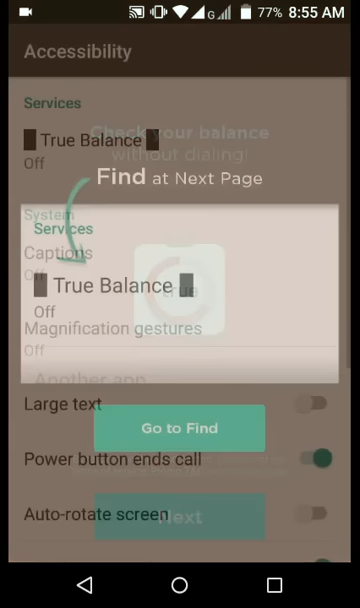 G 77% 8:55 AM
Accessibility
Services
True Balance
Off
Check your balance
without dialing!
Find at Next Page
System
Services
Captions
Off
True Balance
true
Off
Magnification gestures
Off
Another app
Large text
Go to Find
Power button ends call
Auto-rotate screen
Next